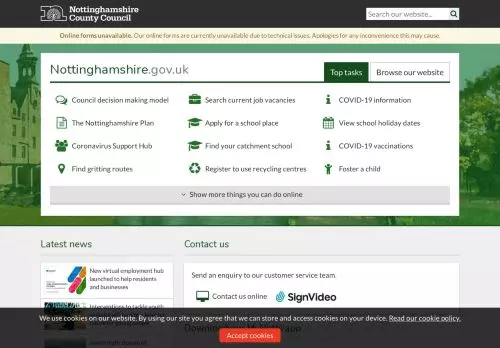 Nottinghamshire
County Council
Search our website...
Online forms unavailable. Our online forms are currently unavailable due to technical issues. Apologies for any inconvenience this may cause.
Nottinghamshire.gov.uk
Top tasks
Browse our website
Council decision making model
Search current job vacancies
COVID-19 information
The Nottinghamshire Plan
Apply for a school place
View school holiday dates
Coronavirus Support Hub
Find your catchment school
COVID-19 vaccinations
Find gritting routes
Register to use recycling centres
Foster a child
Show more things you can do online
Latest news
Contact us
New virtual employment hub
launched to help residents
and businesses
Send an enquiry to our customer service team.
Contact us online
SignVideo
Interventions to tackle youth
We use cookies on our website. By using our site you agree that we can store and access cookies on your device. Read our cookie policy.
Accept cookies